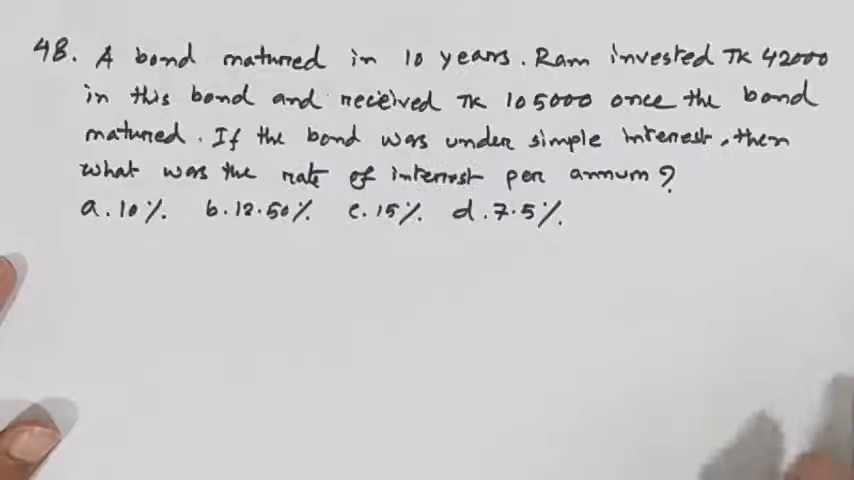 48. A bond matured in 10 years. Ram invested TK 42000
in this bond and received TK 105000 once the bond
matured. If the bond was under simple interest, then
what was the rate of interest per annum?
a. 10%. b. 12.50%. c. 15%. d. 7.5%.